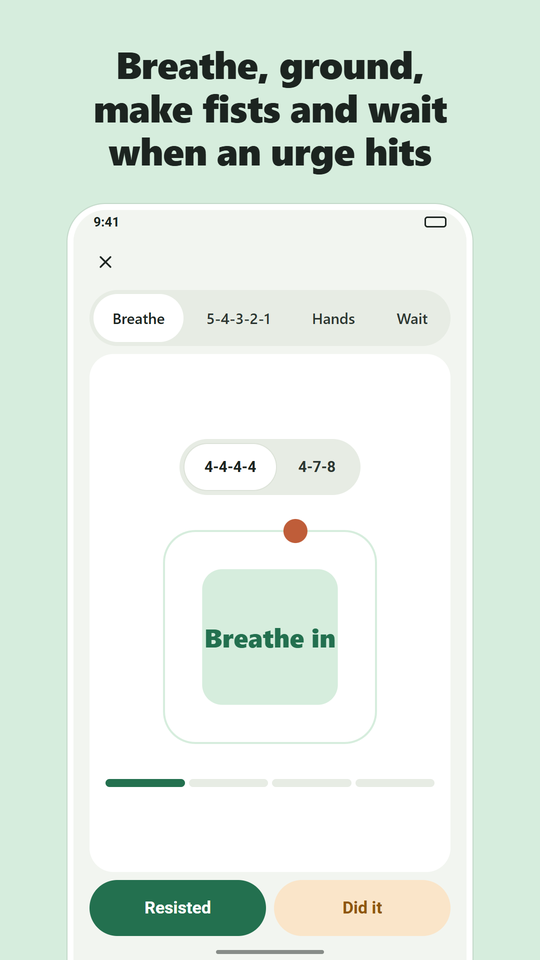 Breathe, ground,
make fists and wait
when an urge hits
9:41
Breathe 5-4-3-2-1 Hands Wait
4-4-4-4 4-7-8
Breathe in
Resisted Did it